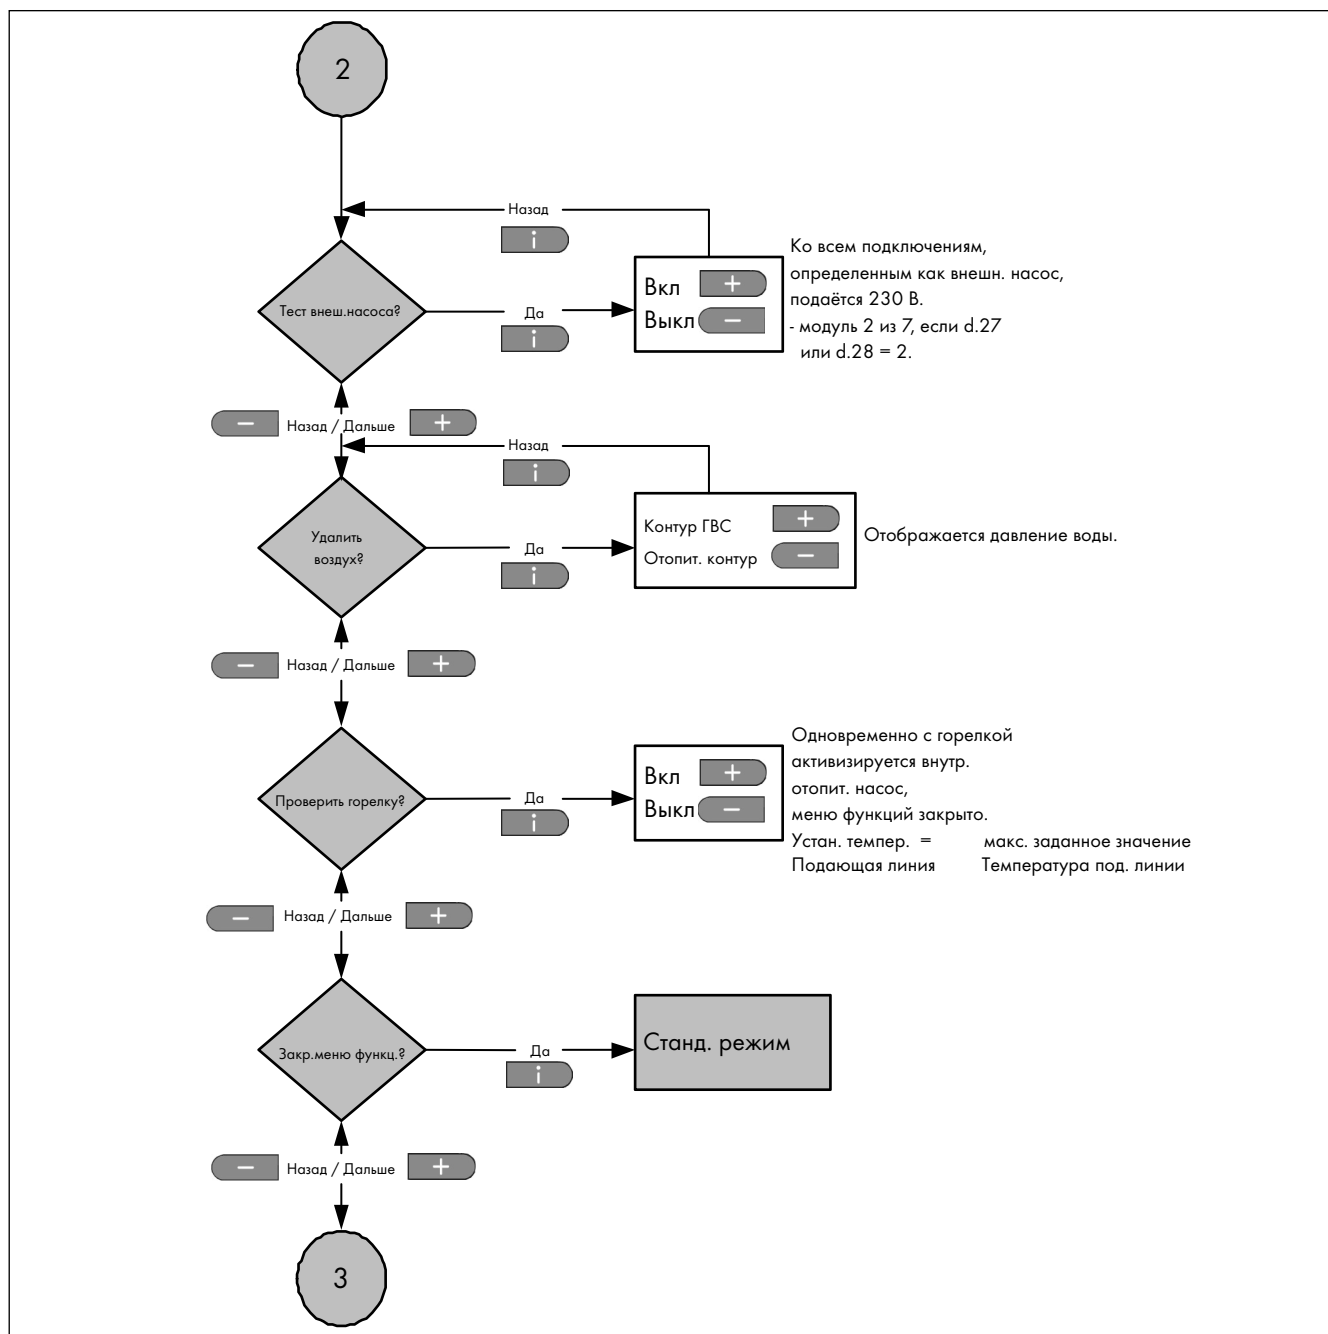 2
Назад
i
Тест внеш.насоса?
Да
i
Вкл +
Выкл −
Ко всем подключениям,
определенным как внешн. насос,
подаётся 230 В.
- модуль 2 из 7, если d.27
или d.28 = 2.
− Назад / Дальше +
Назад
i
Удалить
воздух?
Да
i
Контур ГВС +
Отопит. контур −
Отображается давление воды.
− Назад / Дальше +
Проверить горелку?
Да
i
Вкл +
Выкл −
Одновременно с горелкой
активизируется внутр.
отопит. насос,
меню функций закрыто.
Устан. темпер. = макс. заданное значение
Подающая линия Температура под. линии
− Назад / Дальше +
Закр.меню функц.?
Да
i
Станд. режим
− Назад / Дальше +
3